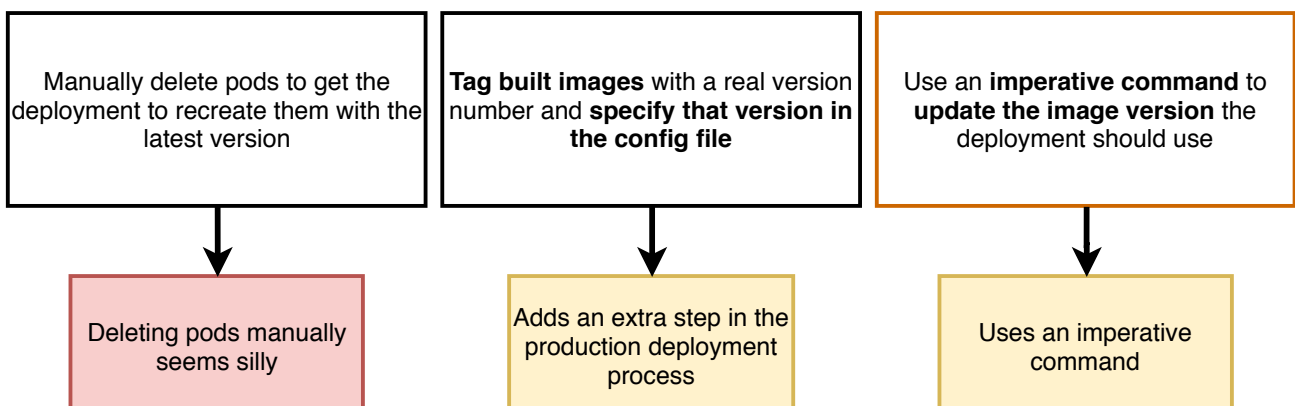 Manually delete pods to get the
deployment to recreate them with the
latest version
Tag built images with a real version
number and specify that version in
the config file
Use an imperative command to
update the image version the
deployment should use
Deleting pods manually
seems silly
Adds an extra step in the
production deployment
process
Uses an imperative
command